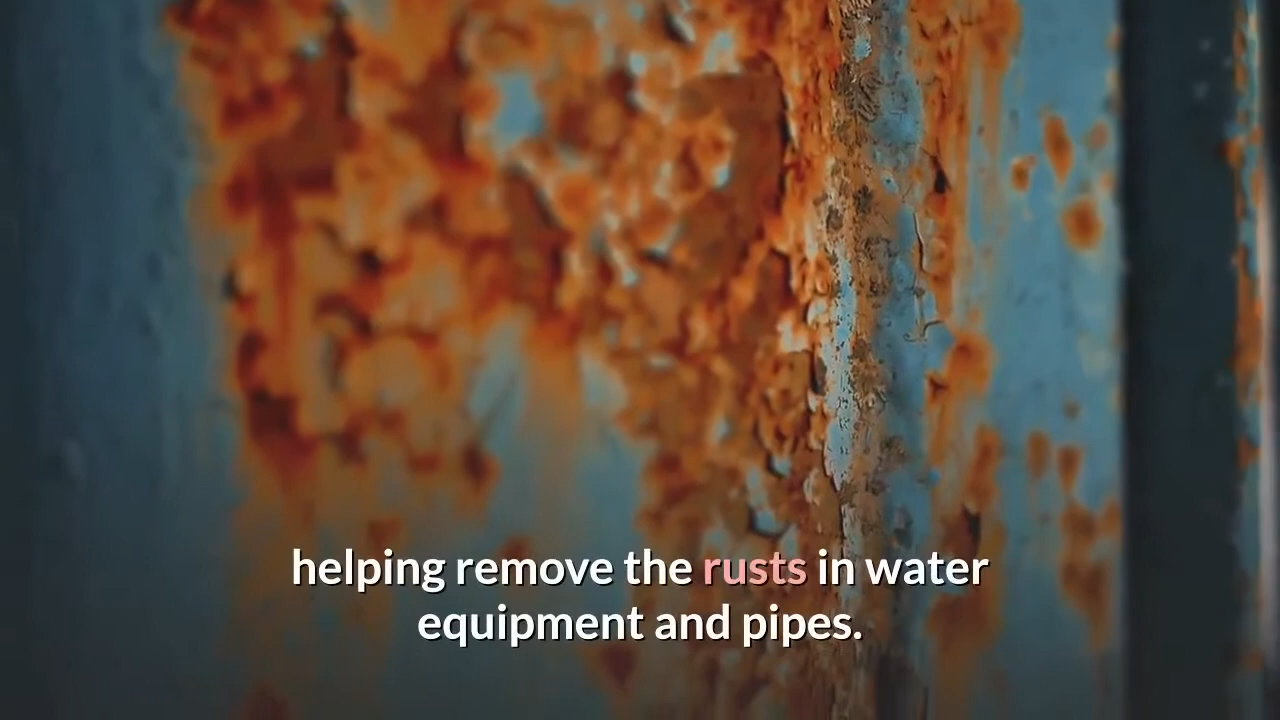 helping remove the rusts in water
equipment and pipes.